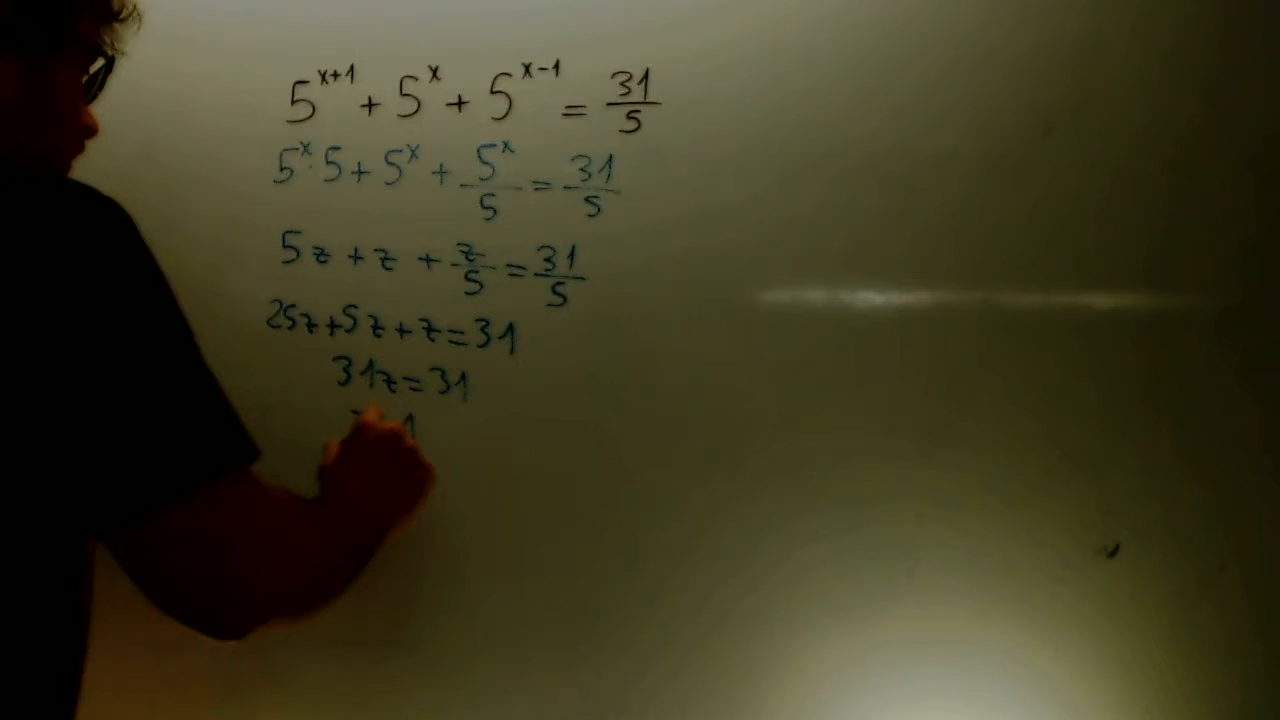 5^(x+1) + 5^x + 5^(x-1) = 31/5
5^x · 5 + 5^x + 5^x/5 = 31/5
5z + z + z/5 = 31/5
25z + 5z + z = 31
31z = 31
1